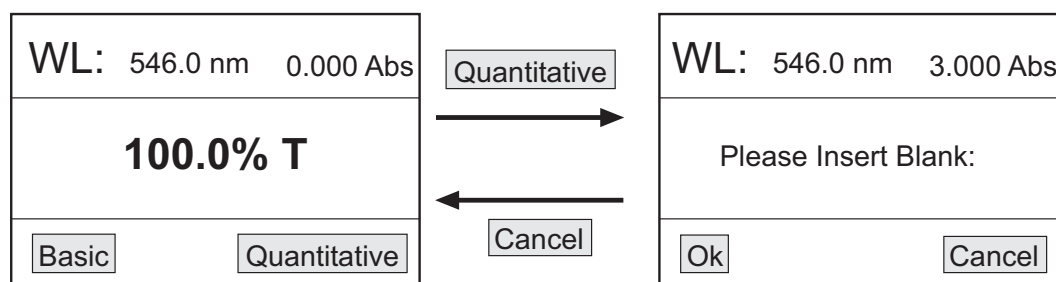 WL: 546.0 nm 0.000 Abs
100.0% T
Basic Quantitative
Quantitative
Cancel
WL: 546.0 nm 3.000 Abs
Please Insert Blank:
Ok Cancel